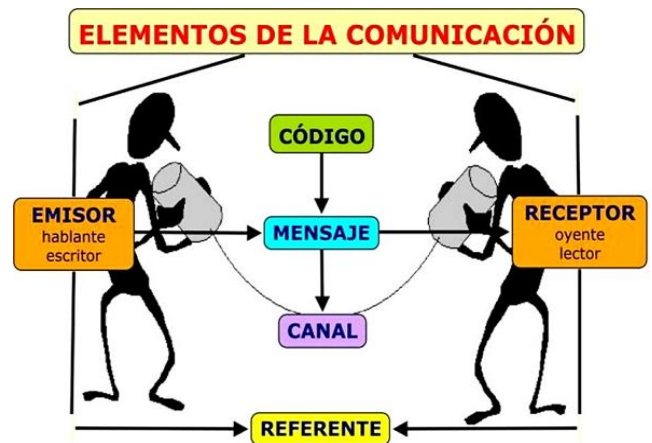 ELEMENTOS DE LA COMUNICACIÓN
CÓDIGO
EMISOR
hablante
escritor
MENSAJE
RECEPTOR
oyente
lector
CANAL
REFERENTE